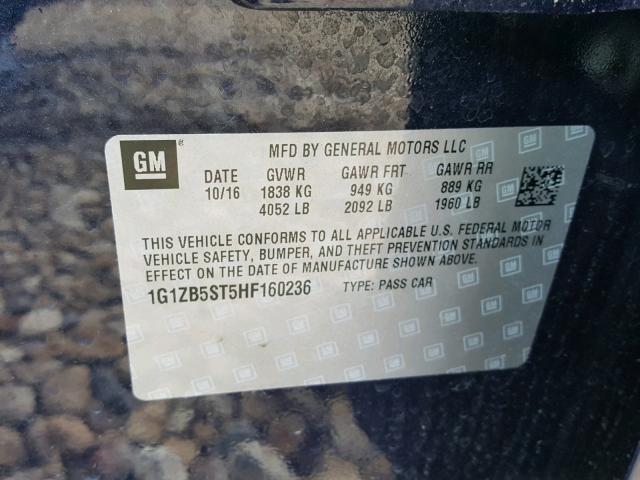 GM ®
MFD BY GENERAL MOTORS LLC
DATE GVWR GAWR FRT GAWR RR
10/16 1838 KG 949 KG 889 KG
4052 LB 2092 LB 1960 LB
THIS VEHICLE CONFORMS TO ALL APPLICABLE U.S. FEDERAL MOTOR
VEHICLE SAFETY, BUMPER, AND THEFT PREVENTION STANDARDS IN
EFFECT ON THE DATE OF MANUFACTURE SHOWN ABOVE.
1G1ZB5ST5HF160236 TYPE: PASS CAR